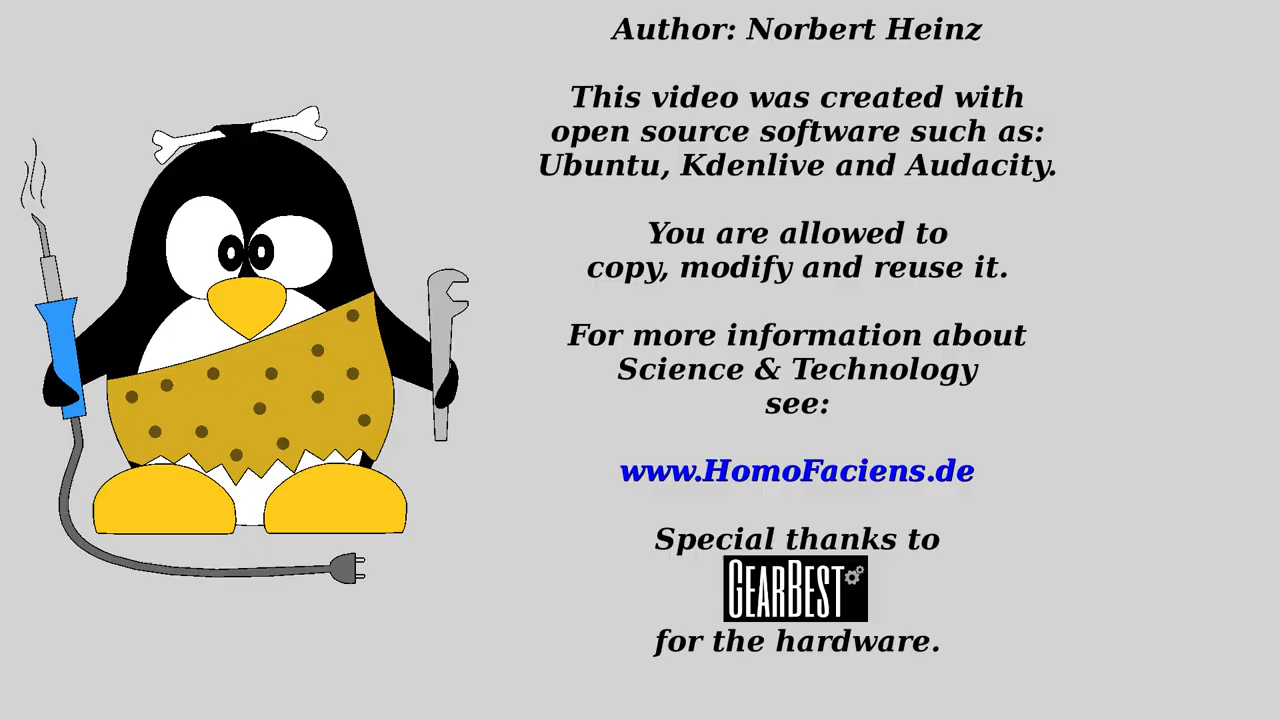 Author: Norbert Heinz
This video was created with
open source software such as:
Ubuntu, Kdenlive and Audacity.
You are allowed to
copy, modify and reuse it.
For more information about
Science & Technology
see:
www.HomoFaciens.de
Special thanks to
GEARBEST
for the hardware.